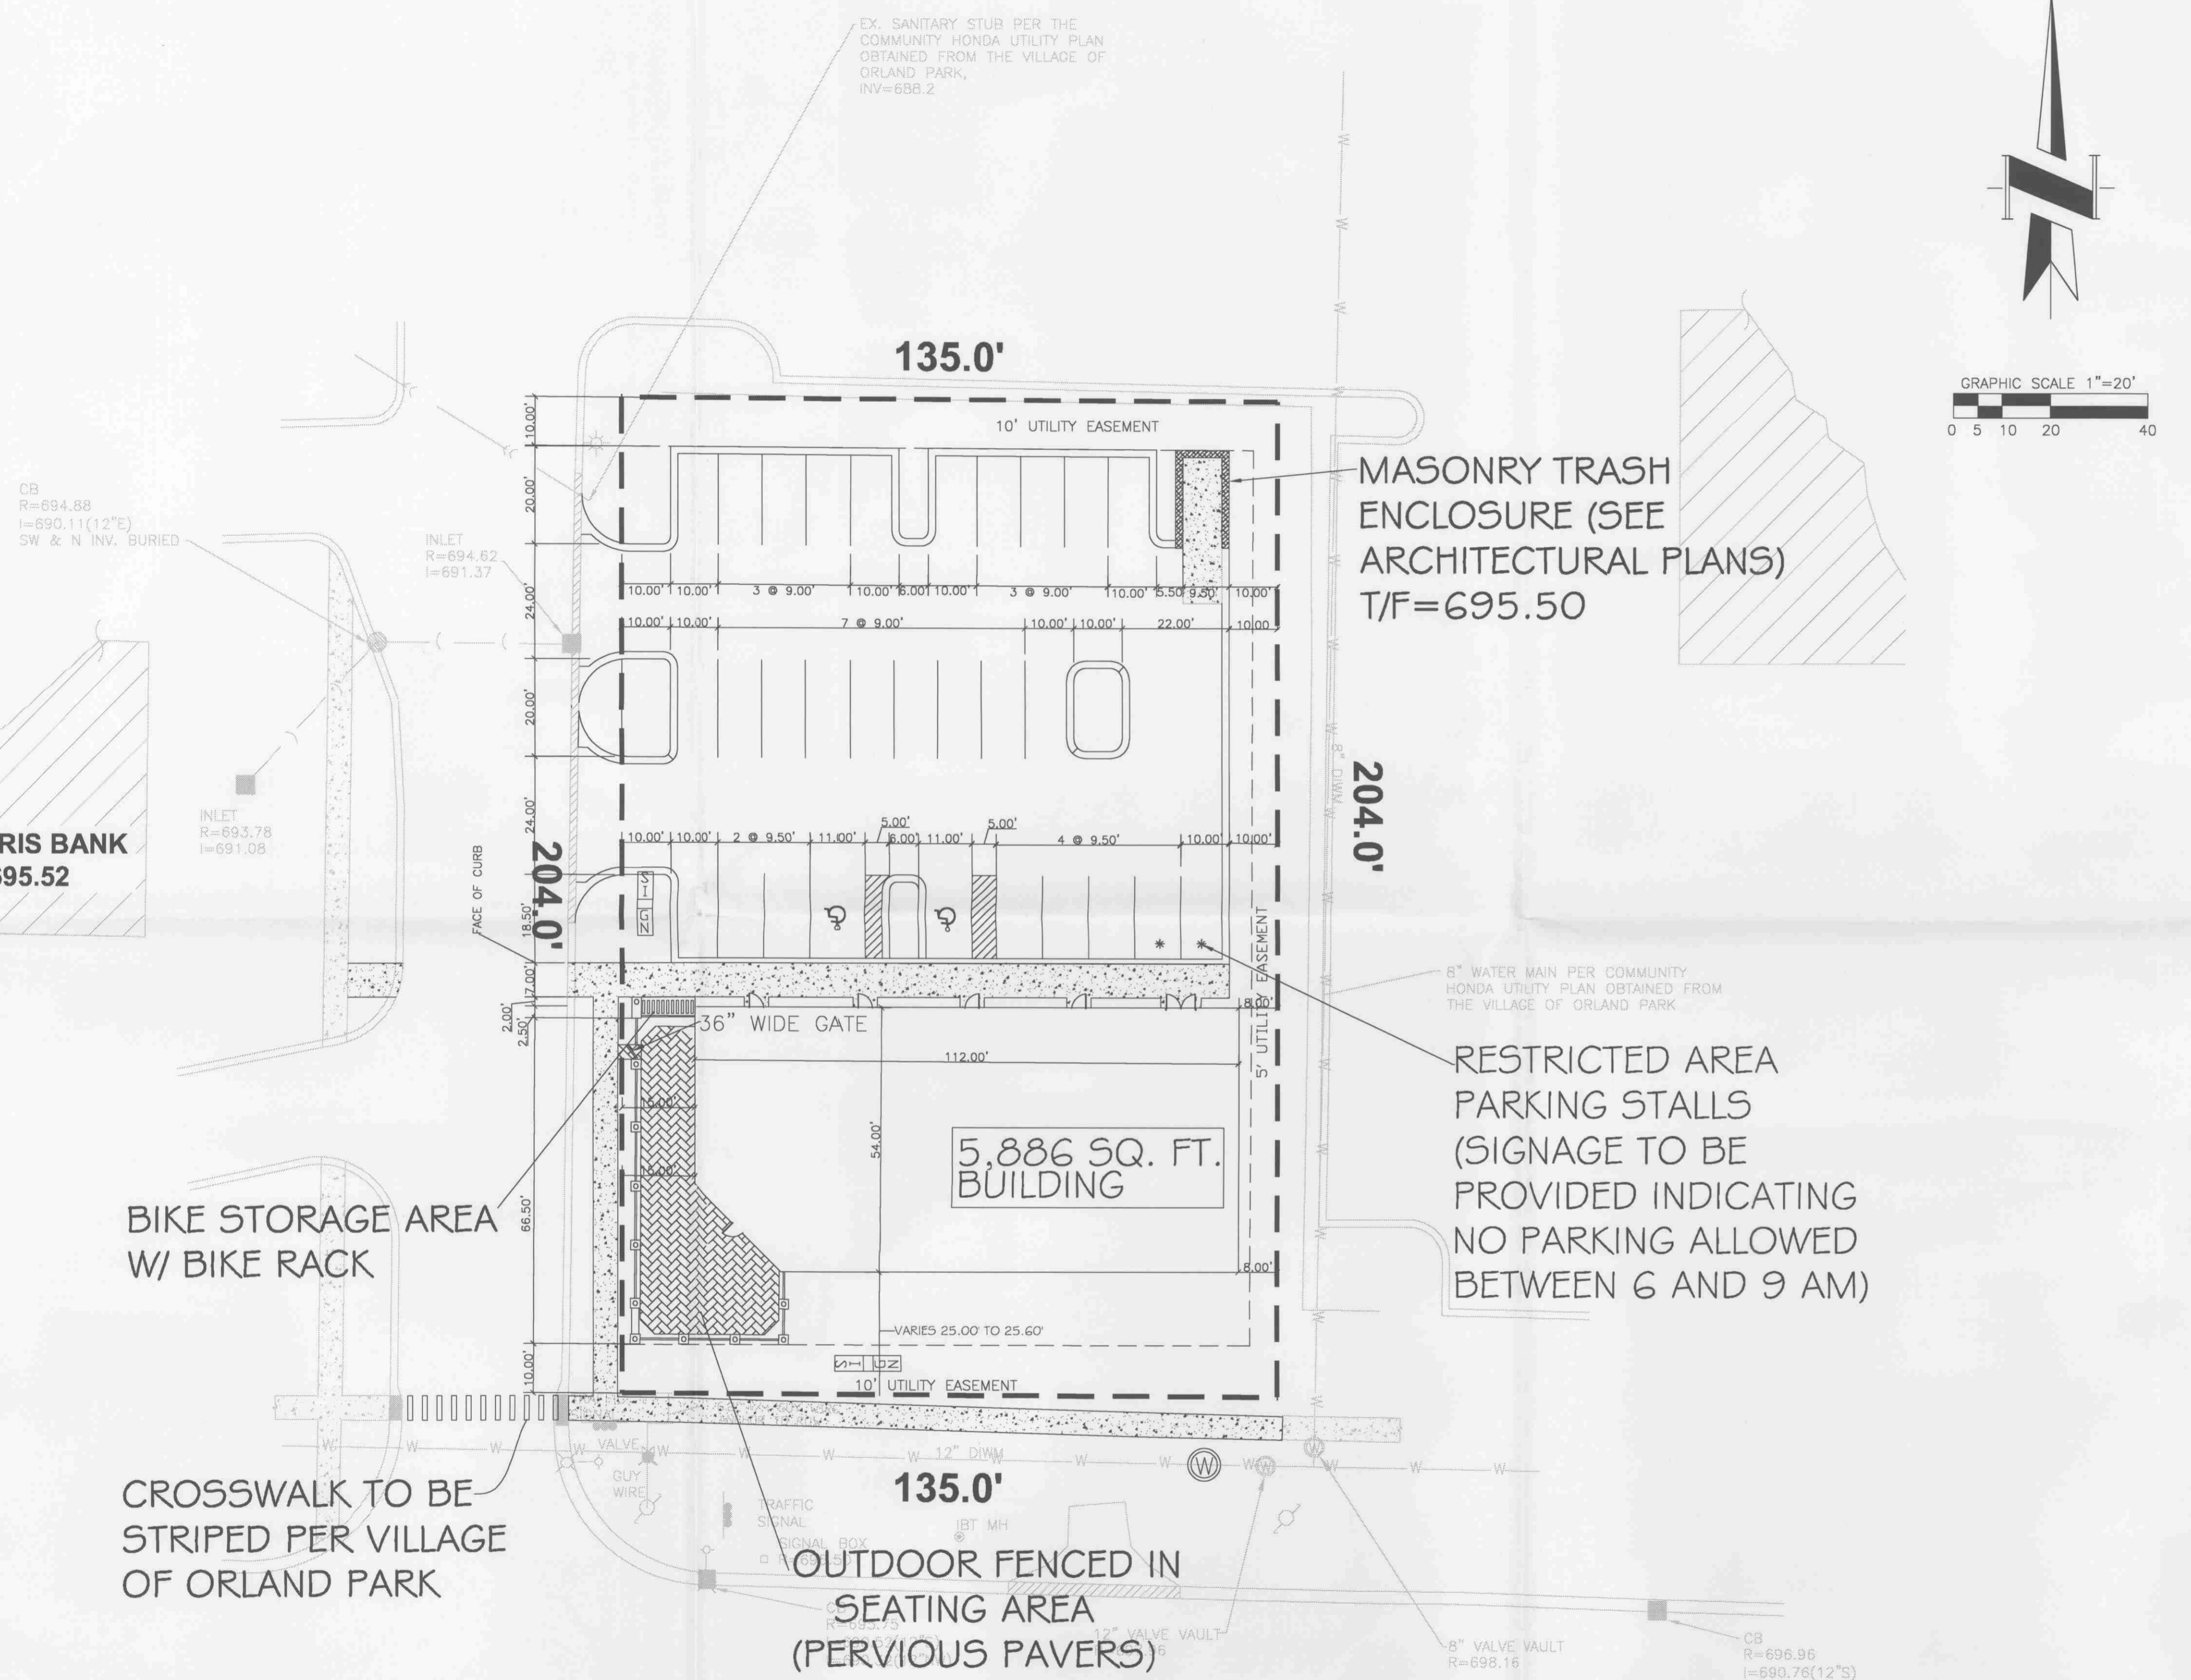 EX. SANITARY STUB PER THE
COMMUNITY HONDA UTILITY PLAN
OBTAINED FROM THE VILLAGE OF
ORLAND PARK,
INV=688.2
N
GRAPHIC SCALE 1"=20'
0 5 10 20 40
135.0'
10' UTILITY EASEMENT
MASONRY TRASH
ENCLOSURE (SEE
ARCHITECTURAL PLANS)
T/F=695.50
CB
R=694.88
I=690.11(12"E)
SW & N INV. BURIED
INLET
R=694.62
I=691.37
10.00'
20.00'
24.00'
20.00'
24.00'
18.50'
7.00'
2.00'
2.50'
66.50'
10.00'
10.00' 10.00' 3 @ 9.00' 10.00' 6.00' 10.00' 3 @ 9.00' 10.00' 5.50' 9.50' 10.00'
10.00' 10.00' 7 @ 9.00' 10.00' 10.00' 22.00' 10.00
5.00' 5.00'
10.00' 10.00' 2 @ 9.50' 11.00' 6.00' 11.00' 4 @ 9.50' 10.00' 10.00'
INLET
R=693.78
I=691.08
RIS BANK
695.52
FACE OF CURB
204.0'
204.0'
8" DIWM
SIGN
5' UTILITY EASEMENT
8" WATER MAIN PER COMMUNITY
HONDA UTILITY PLAN OBTAINED FROM
THE VILLAGE OF ORLAND PARK
36" WIDE GATE
8.00'
112.00'
15.00'
15.00'
54.00'
5,886 SQ. FT.
BUILDING
8.00'
RESTRICTED AREA
PARKING STALLS
(SIGNAGE TO BE
PROVIDED INDICATING
NO PARKING ALLOWED
BETWEEN 6 AND 9 AM)
BIKE STORAGE AREA
W/ BIKE RACK
VARIES 25.00' TO 25.60'
SIGN
10' UTILITY EASEMENT
W W W VALVE W W W 12" DIWM W W W W W W W
GUY
WIRE
135.0'
CROSSWALK TO BE
STRIPED PER VILLAGE
OF ORLAND PARK
TRAFFIC
SIGNAL
IBT MH
SIGNAL BOX
OUTDOOR FENCED IN
SEATING AREA
(PERVIOUS PAVERS)
R=695.75
12" VALVE VAULT
8" VALVE VAULT
R=698.16
CB
R=696.96
I=690.76(12"S)